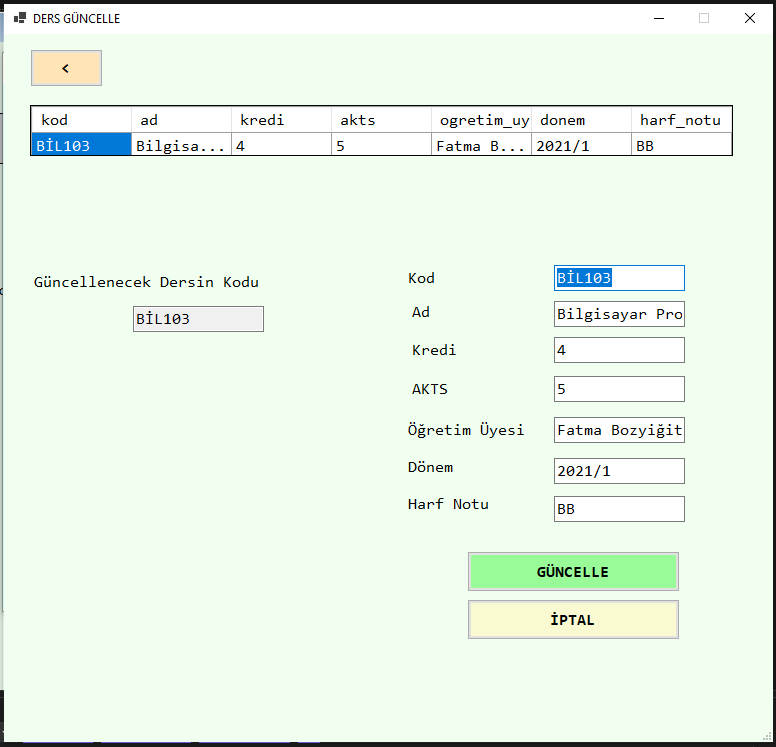 DERS GÜNCELLE
<
kod ad kredi akts ogretim_uy donem harf_notu
BİL103 Bilgisa... 4 5 Fatma B... 2021/1 BB
Güncellenecek Dersin Kodu
BİL103
Kod BİL103
Ad Bilgisayar Pro
Kredi 4
AKTS 5
Öğretim Üyesi Fatma Bozyiğit
Dönem 2021/1
Harf Notu BB
GÜNCELLE
İPTAL